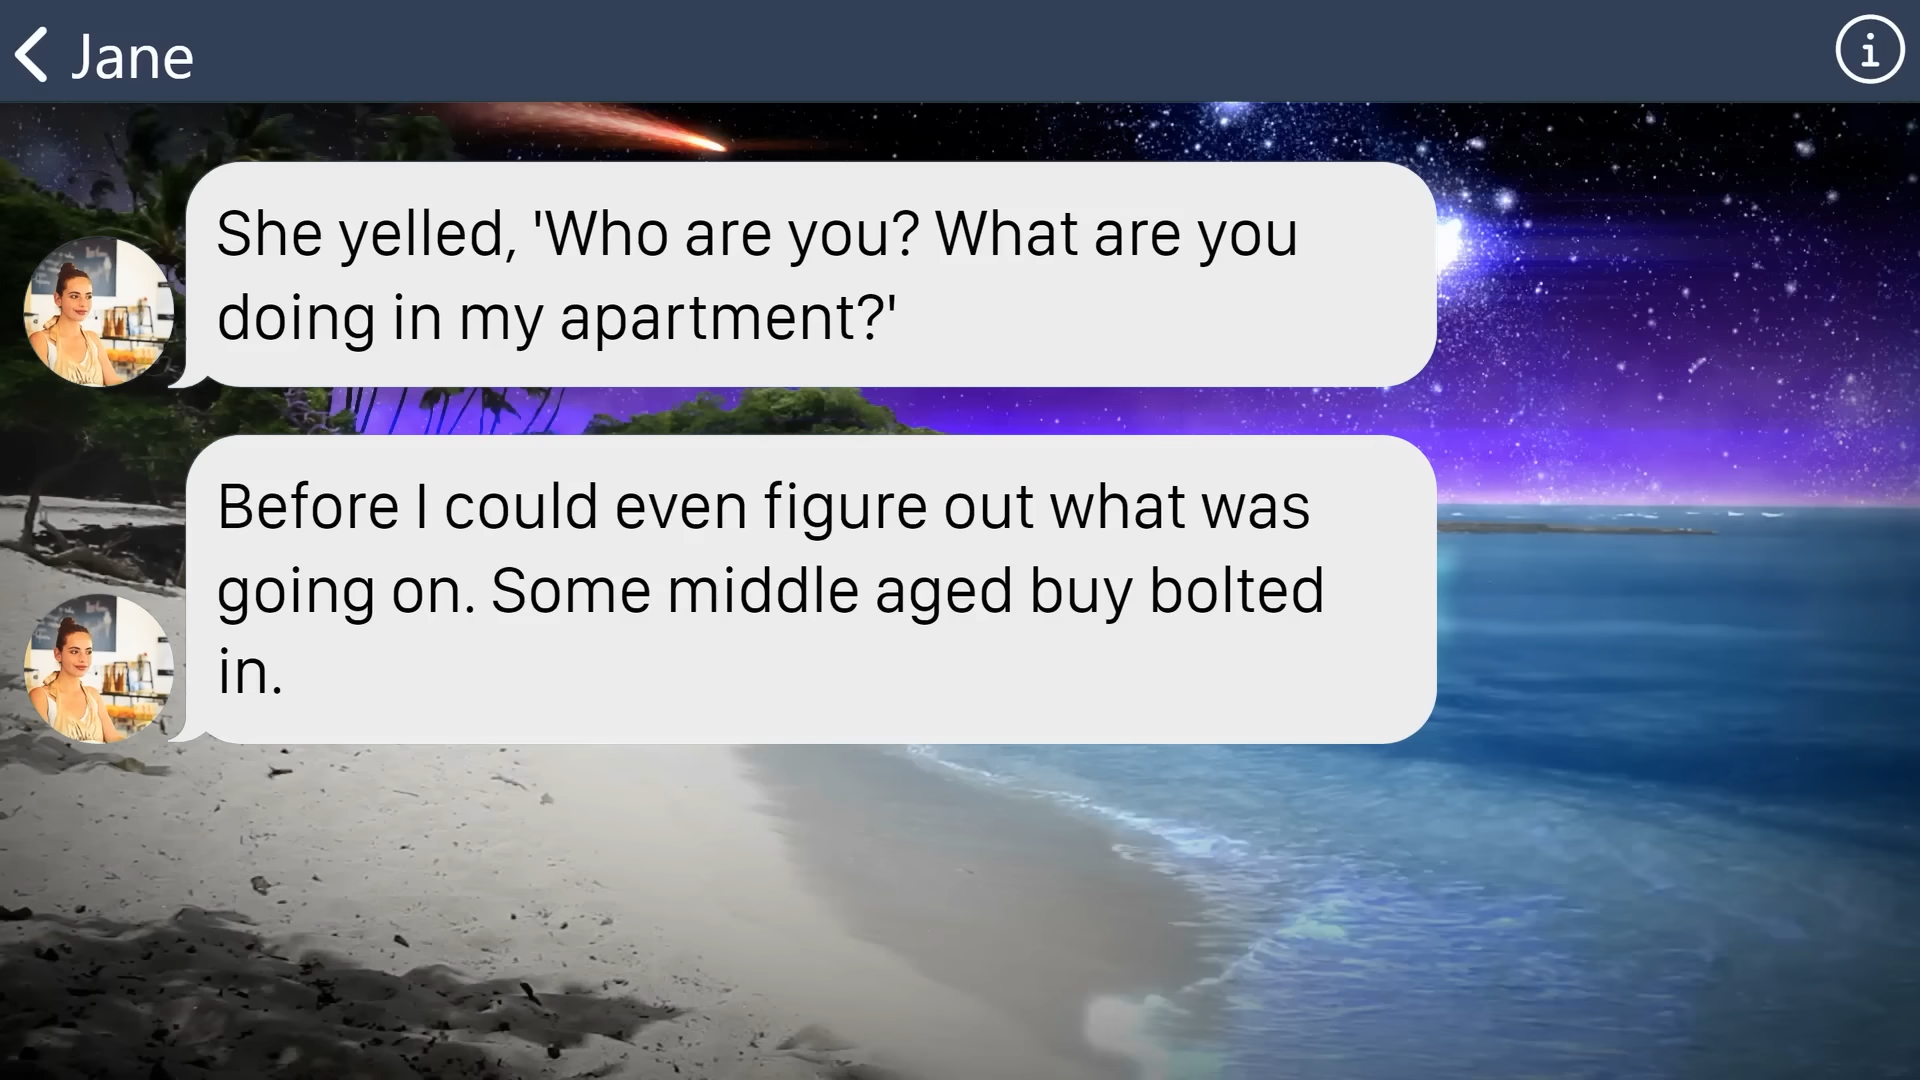 Jane
She yelled, 'Who are you? What are you
doing in my apartment?'
Before I could even figure out what was
going on. Some middle aged buy bolted
in.